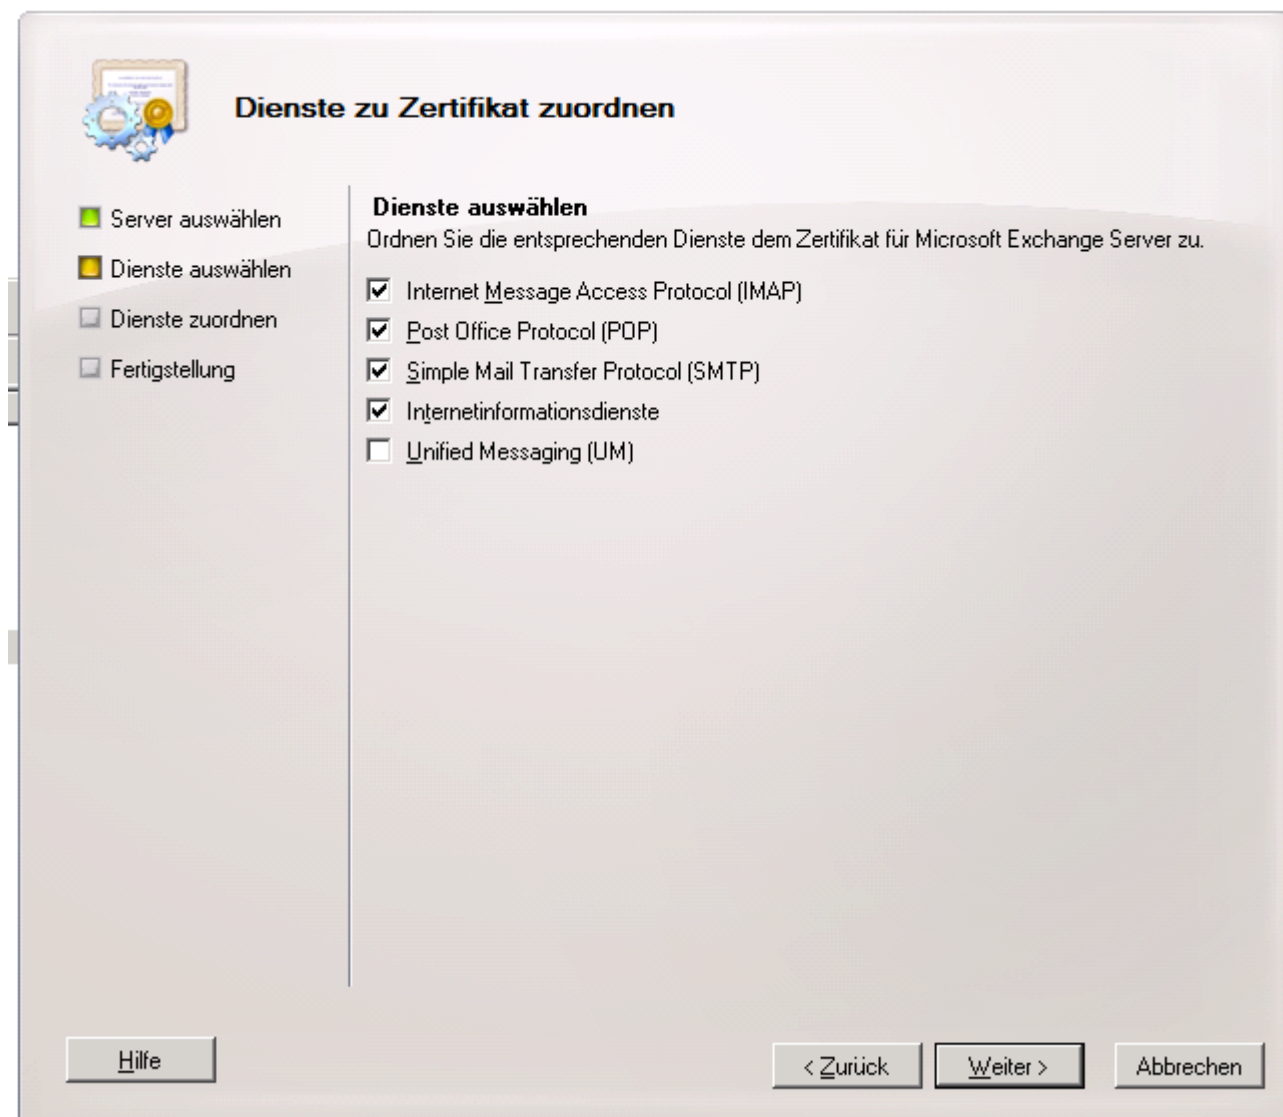 Dienste zu Zertifikat zuordnen
Server auswählen
Dienste auswählen
Dienste zuordnen
Fertigstellung
Dienste auswählen
Ordnen Sie die entsprechenden Dienste dem Zertifikat für Microsoft Exchange Server zu.
Internet Message Access Protocol (IMAP)
Post Office Protocol (POP)
Simple Mail Transfer Protocol (SMTP)
Internetinformationsdienste
Unified Messaging (UM)
Hilfe
< Zurück
Weiter >
Abbrechen